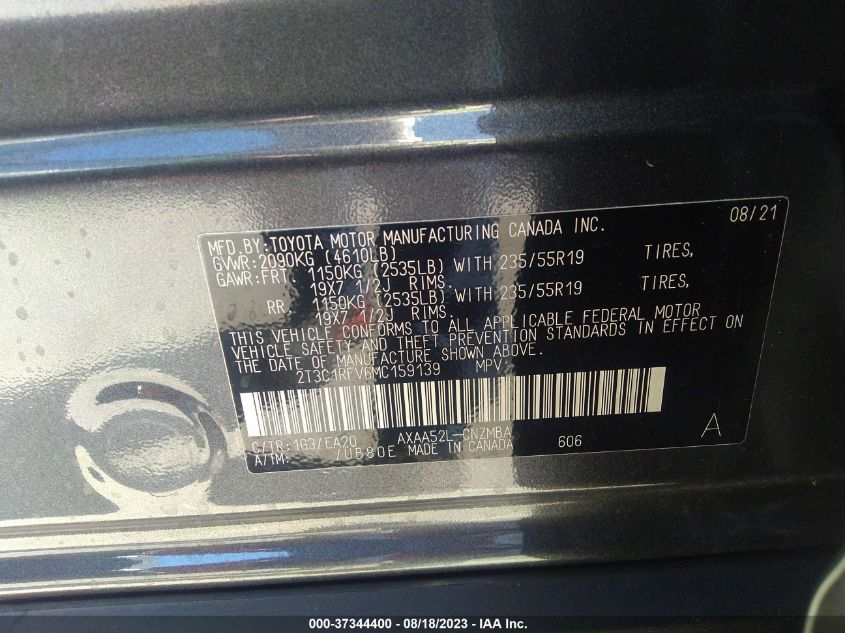 08/21
MFD.BY:TOYOTA MOTOR MANUFACTURING CANADA INC.
GVWR:2090KG (4610LB)
GAWR:FRT 1150KG (2535LB) WITH 235/55R19 TIRES,
19X7 1/2J RIMS.
RR 1150KG (2535LB) WITH 235/55R19 TIRES,
19X7 1/2J RIMS.
THIS VEHICLE CONFORMS TO ALL APPLICABLE FEDERAL MOTOR
VEHICLE SAFETY AND THEFT PREVENTION STANDARDS IN EFFECT ON
THE DATE OF MANUFACTURE SHOWN ABOVE.
2T3C1RFV6MC159139 MPV
C/TR:1G3/EA20 AXAA52L-CNZMBA 606 A
A/TM: /UB80E MADE IN CANADA
000-37344400 - 08/18/2023 - IAA Inc.